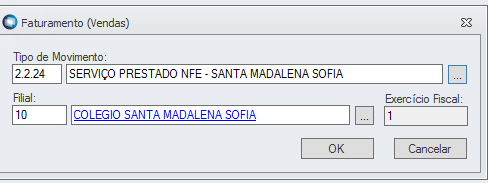 Faturamento (Vendas)
Tipo de Movimento:
2.2.24 SERVIÇO PRESTADO NFE - SANTA MADALENA SOFIA ...
Filial: Exercício Fiscal:
10 COLEGIO SANTA MADALENA SOFIA ... 1
OK Cancelar